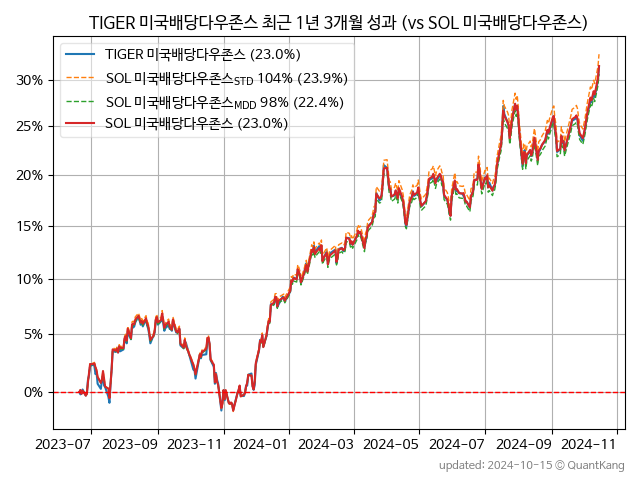 TIGER 미국배당다우존스 최근 1년 3개월 성과 (vs SOL 미국배당다우존스)
TIGER 미국배당다우존스 (23.0%)
SOL 미국배당다우존스STD 104% (23.9%)
SOL 미국배당다우존스MDD 98% (22.4%)
SOL 미국배당다우존스 (23.0%)
30%
25%
20%
15%
10%
5%
0%
2023-07 2023-09 2023-11 2024-01 2024-03 2024-05 2024-07 2024-09 2024-11
updated: 2024-10-15 © QuantKang